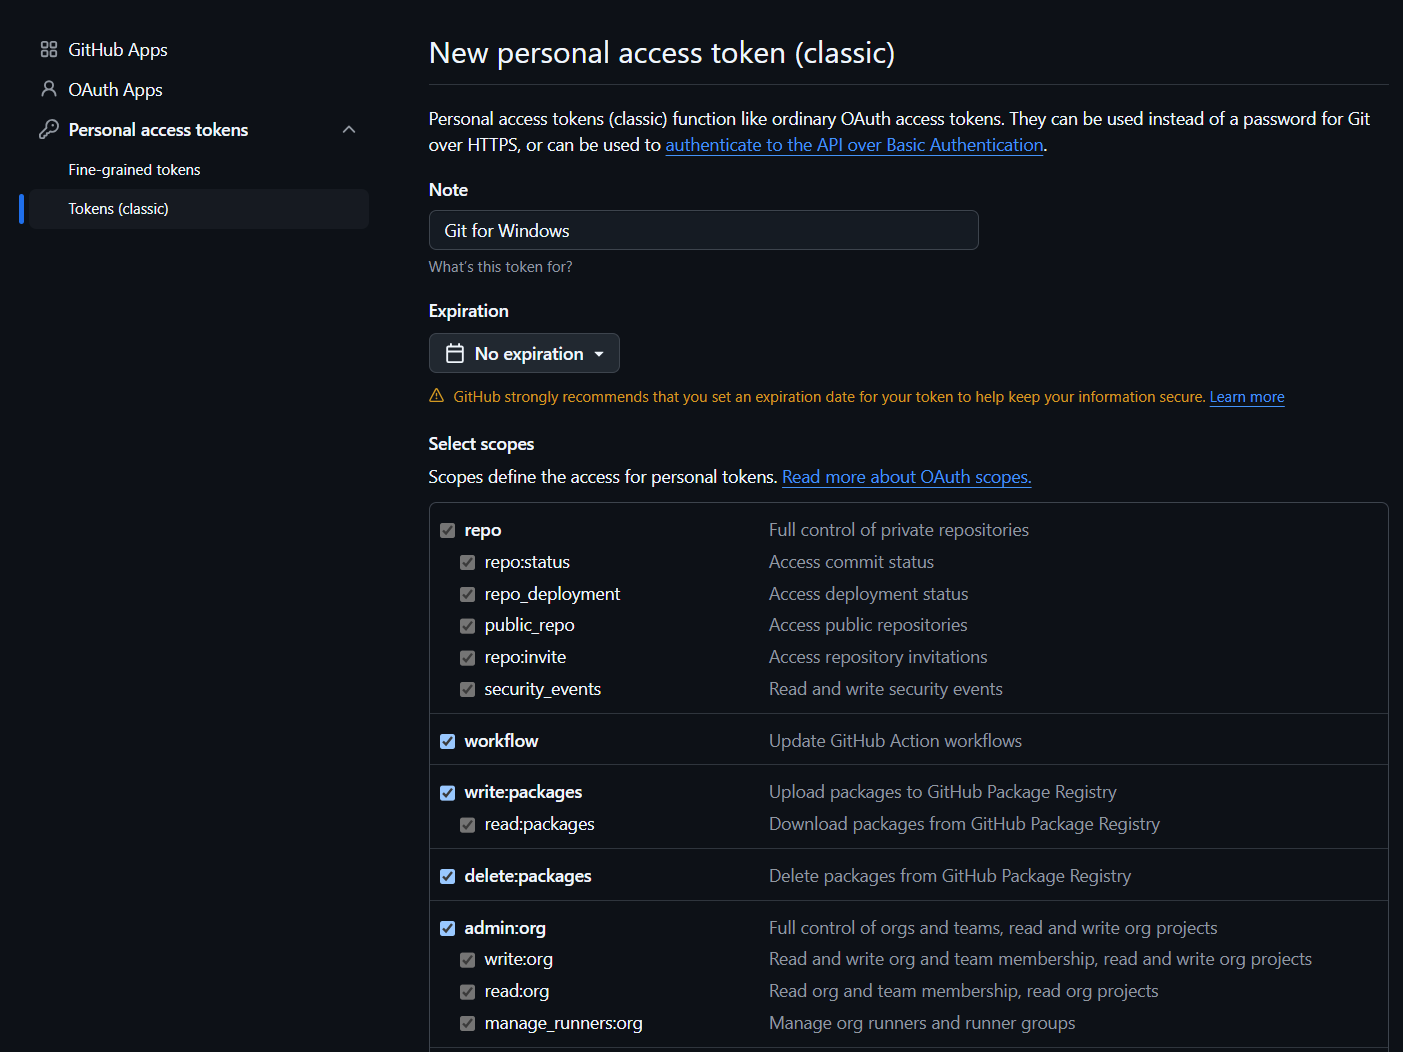 GitHub Apps
OAuth Apps
Personal access tokens
Fine-grained tokens
Tokens (classic)
New personal access token (classic)
Personal access tokens (classic) function like ordinary OAuth access tokens. They can be used instead of a password for Git
over HTTPS, or can be used to authenticate to the API over Basic Authentication.
Note
Git for Windows
What's this token for?
Expiration
No expiration
GitHub strongly recommends that you set an expiration date for your token to help keep your information secure. Learn more
Select scopes
Scopes define the access for personal tokens. Read more about OAuth scopes.
repo Full control of private repositories
repo:status Access commit status
repo_deployment Access deployment status
public_repo Access public repositories
repo:invite Access repository invitations
security_events Read and write security events
workflow Update GitHub Action workflows
write:packages Upload packages to GitHub Package Registry
read:packages Download packages from GitHub Package Registry
delete:packages Delete packages from GitHub Package Registry
admin:org Full control of orgs and teams, read and write org projects
write:org Read and write org and team membership, read and write org projects
read:org Read org and team membership, read org projects
manage_runners:org Manage org runners and runner groups